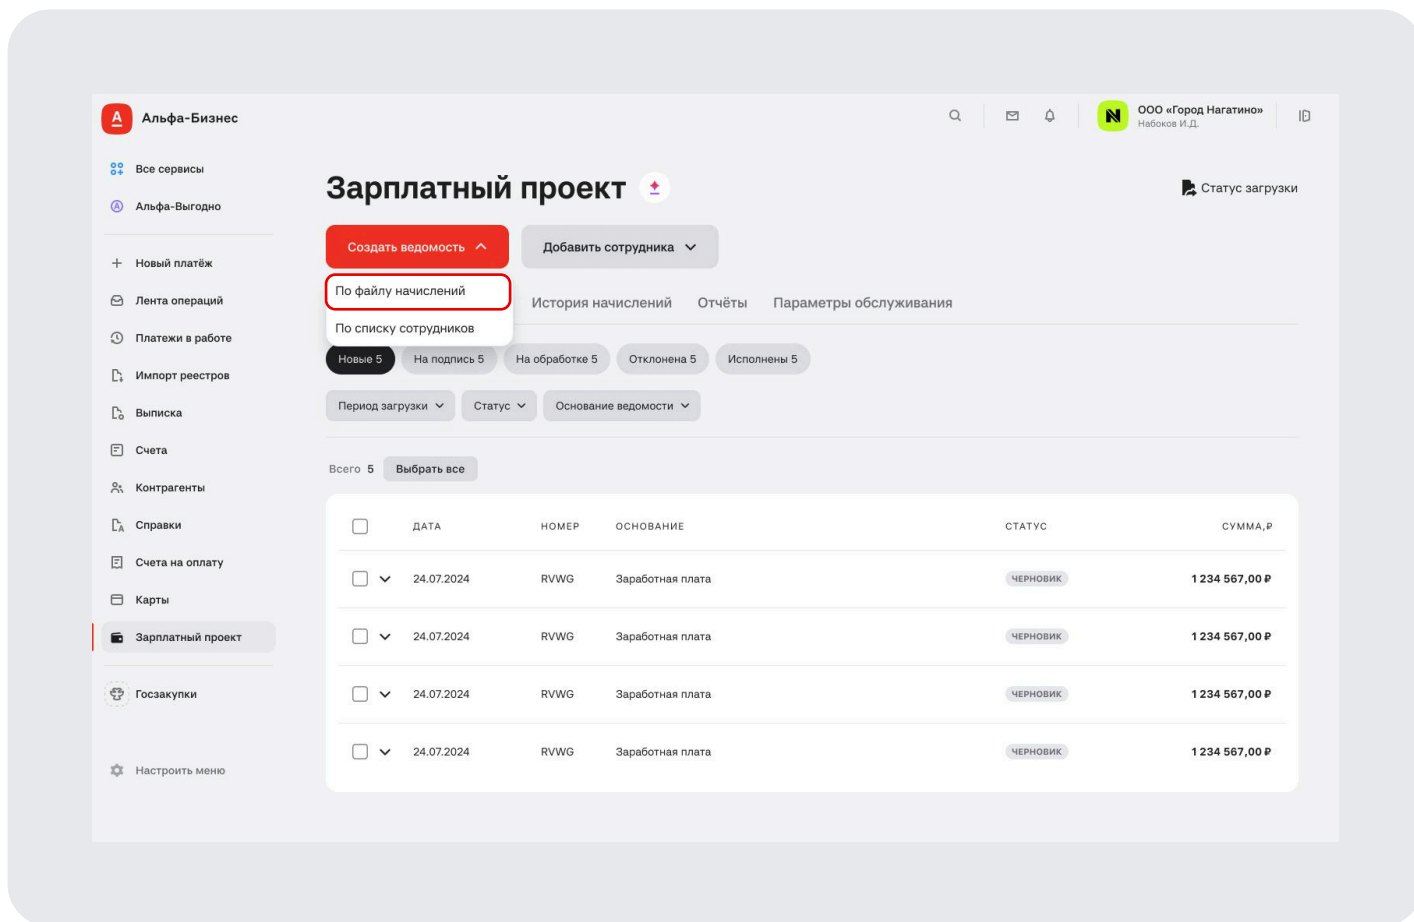 Альфа-Бизнес
ООО «Город Нагатино»
Набоков И.Д.
Все сервисы
Альфа-Выгодно
Новый платёж
Лента операций
Платежи в работе
Импорт реестров
Выписка
Счета
Контрагенты
Справки
Счета на оплату
Карты
Зарплатный проект
Госзакупки
Настроить меню
Зарплатный проект
Статус загрузки
Создать ведомость
Добавить сотрудника
По файлу начислений
По списку сотрудников
История начислений Отчёты Параметры обслуживания
Новые 5 На подпись 5 На обработке 5 Отклонена 5 Исполнены 5
Период загрузки Статус Основание ведомости
Всего 5 Выбрать все
ДАТА НОМЕР ОСНОВАНИЕ СТАТУС СУММА,₽
24.07.2024 RVWG Заработная плата ЧЕРНОВИК 1 234 567,00 ₽
24.07.2024 RVWG Заработная плата ЧЕРНОВИК 1 234 567,00 ₽
24.07.2024 RVWG Заработная плата ЧЕРНОВИК 1 234 567,00 ₽
24.07.2024 RVWG Заработная плата ЧЕРНОВИК 1 234 567,00 ₽